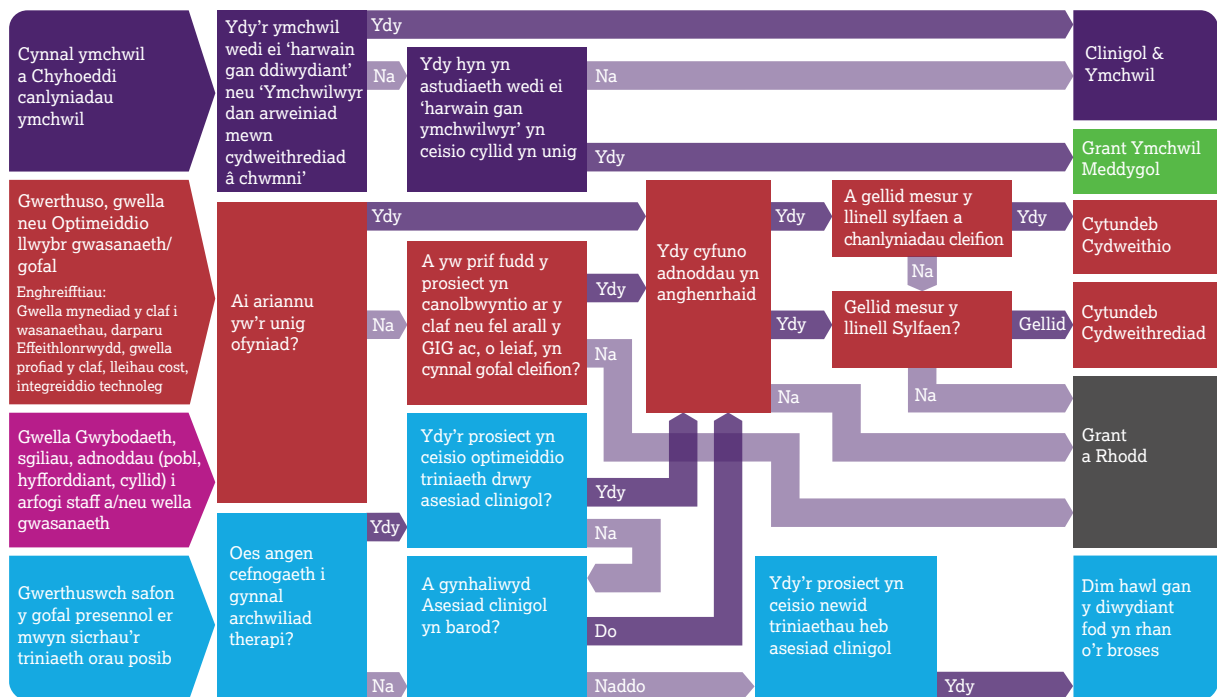 Cynnal ymchwil
a Chyhoeddi
canlyniadau
ymchwil
Ydy'r ymchwil
wedi ei ‘harwain
gan ddiwydiant’
neu ‘Ymchwilwyr
dan arweiniad
mewn
cydweithrediad
â chwmni’
Ydy
Na
Ydy hyn yn
astudiaeth wedi ei
‘harwain gan
ymchwilwyr’ yn
ceisio cyllid yn unig
Na
Ydy
Clinigol &
Ymchwil
Grant Ymchwil
Meddygol
Gwerthuso, gwella
neu Optimeiddio
llwybr gwasanaeth/
gofal
Enghreifftiau:
Gwella mynediad y claf i
wasanaethau, darparu
Effeithlonrwydd, gwella
profiad y claf, lleihau cost,
integreiddio technoleg
Gwella Gwybodaeth,
sgiliau, adnoddau (pobl,
hyfforddiant, cyllid) i
arfogi staff a/neu wella
gwasanaeth
Ai ariannu
yw'r unig
ofyniad?
Ydy
Na
A yw prif fudd y
prosiect yn
canolbwyntio ar y
claf neu fel arall y
GIG ac, o leiaf, yn
cynnal gofal cleifion?
Ydy
Na
Ydy cyfuno
adnoddau yn
anghenrhaid
Ydy
Ydy
Na
A gellid mesur y
llinell sylfaen a
chanlyniadau cleifion
Ydy
Na
Gellid mesur y
llinell Sylfaen?
Gellid
Na
Cytundeb
Cydweithio
Cytundeb
Cydweithrediad
Grant
a Rhodd
Gwerthuswch safon
y gofal presennol er
mwyn sicrhau'r
triniaeth orau posib
Oes angen
cefnogaeth i
gynnal
archwiliad
therapi?
Ydy
Na
Ydy'r prosiect yn
ceisio optimeiddio
triniaeth drwy
asesiad clinigol?
Ydy
Na
A gynhaliwyd
Asesiad clinigol
yn barod?
Do
Naddo
Ydy'r prosiect yn
ceisio newid
triniaethau heb
asesiad clinigol
Ydy
Dim hawl gan
y diwydiant
fod yn rhan
o'r broses